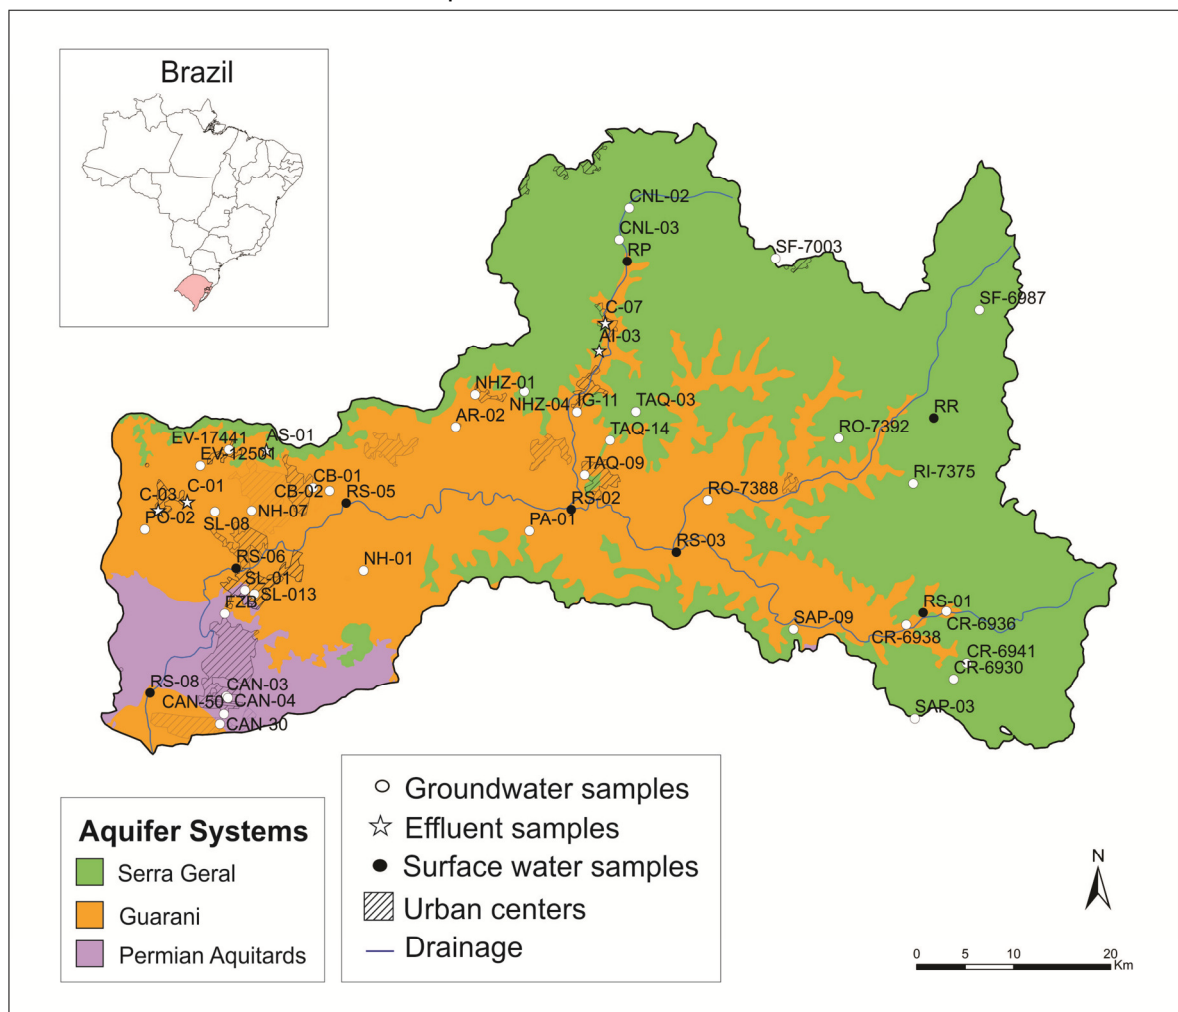 Brazil
CNL-02
CNL-03
RP
SF-7003
SF-6987
C-07
AI-03
NHZ-01
NHZ-04
IG-11
TAQ-03
RR
AR-02
TAQ-14
RO-7392
EV-17441
AS-01
EV-12501
TAQ-09
RI-7375
CB-01
C-01
C-03
CB-02
RS-05
RS-02
RO-7388
PO-02
SL-08
NH-07
PA-01
RS-03
RS-06
NH-01
SL-01
SL-013
FZB
RS-01
SAP-09
CR-6938
CR-6936
CR-6941
CR-6930
RS-08
CAN-03
CAN-50
CAN-04
CAN-30
SAP-03
Aquifer Systems
Serra Geral
Guarani
Permian Aquitards
Groundwater samples
Effluent samples
Surface water samples
Urban centers
Drainage
N
0 5 10 20
Km